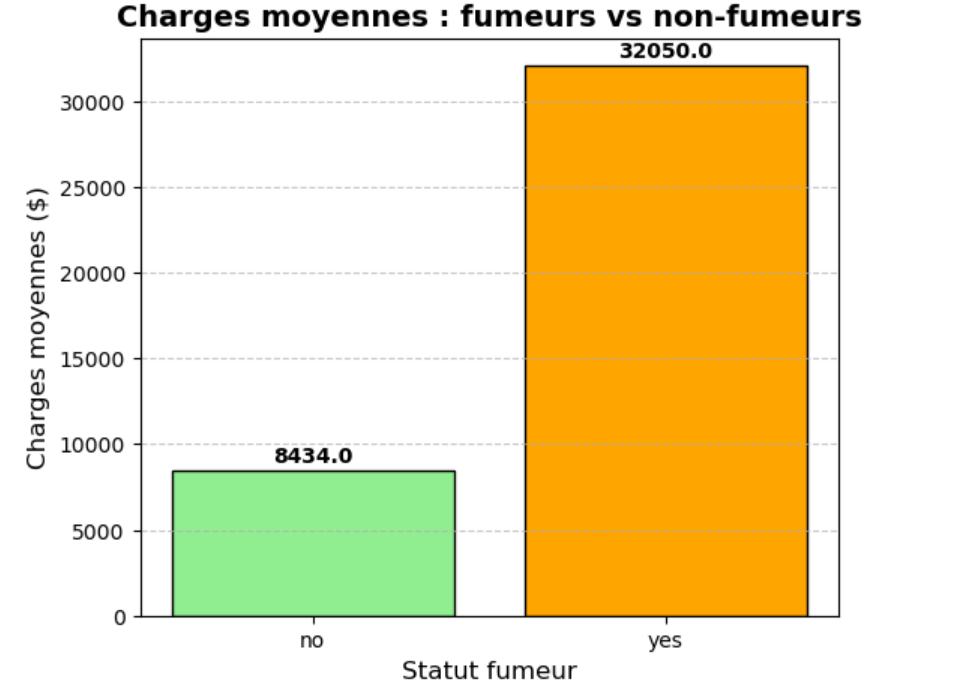 Charges moyennes : fumeurs vs non-fumeurs
32050.0
30000
25000
20000
15000
10000
8434.0
5000
0
no
yes
Statut fumeur
Charges moyennes ($)